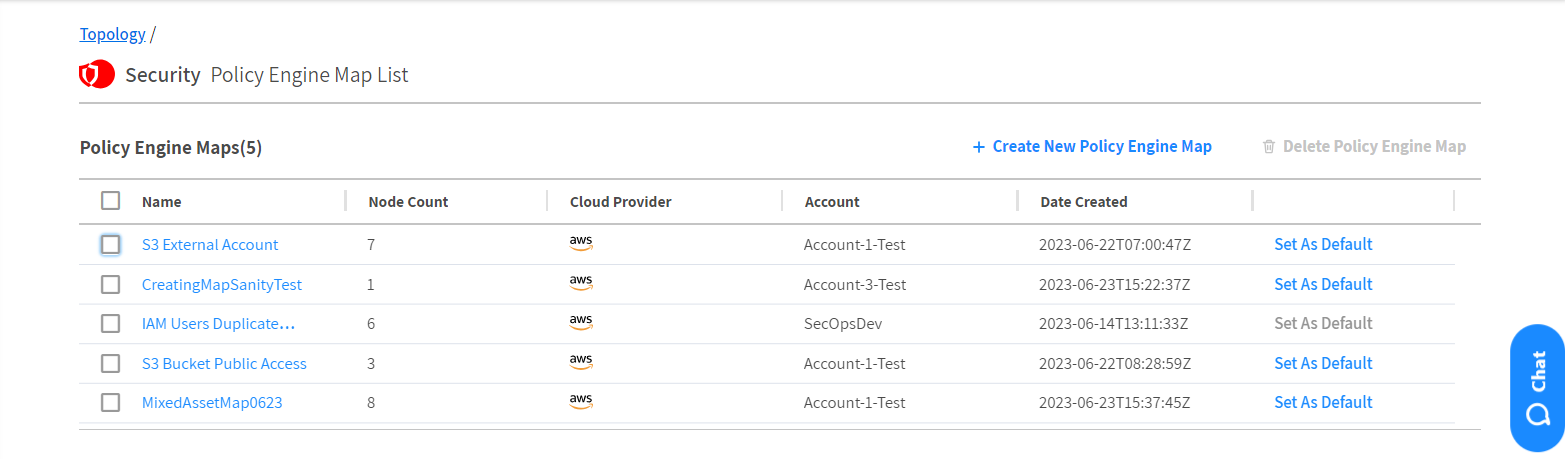 Topology /
Security Policy Engine Map List
Policy Engine Maps(5)
+ Create New Policy Engine Map
Delete Policy Engine Map
Name Node Count Cloud Provider Account Date Created
S3 External Account 7 aws Account-1-Test 2023-06-22T07:00:47Z Set As Default
CreatingMapSanityTest 1 aws Account-3-Test 2023-06-23T15:22:37Z Set As Default
IAM Users Duplicate... 6 aws SecOpsDev 2023-06-14T13:11:33Z Set As Default
S3 Bucket Public Access 3 aws Account-1-Test 2023-06-22T08:28:59Z Set As Default
MixedAssetMap0623 8 aws Account-1-Test 2023-06-23T15:37:45Z Set As Default
Chat